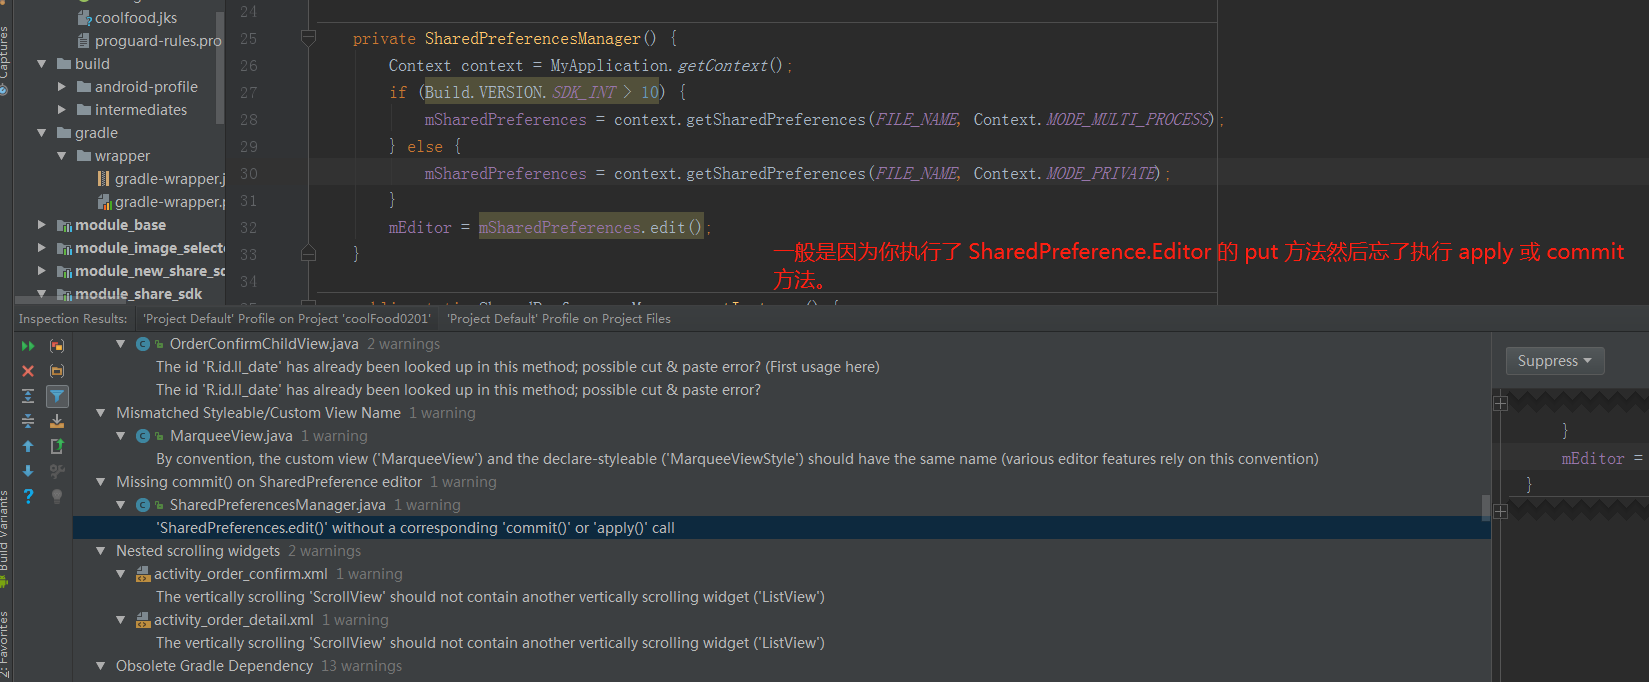 24
coolfood.jks
proguard-rules.pro
build
android-profile
intermediates
gradle
wrapper
gradle-wrapper.j
gradle-wrapper.p
module_base
module_image_selecto
module_new_share_sd
module_share_sdk
Captures
Build Variants
2: Favorites
25 private SharedPreferencesManager() {
26 Context context = MyApplication.getContext();
27 if (Build.VERSION.SDK_INT > 10) {
28 mSharedPreferences = context.getSharedPreferences(FILE_NAME, Context.MODE_MULTI_PROCESS);
29 } else {
30 mSharedPreferences = context.getSharedPreferences(FILE_NAME, Context.MODE_PRIVATE);
31 }
32 mEditor = mSharedPreferences.edit();
33 }
34
一般是因为你执行了 SharedPreference.Editor 的 put 方法然后忘了执行 apply 或 commit
方法。
Inspection Results: 'Project Default' Profile on Project 'coolFood0201' 'Project Default' Profile on Project Files
OrderConfirmChildView.java 2 warnings
The id 'R.id.ll_date' has already been looked up in this method; possible cut & paste error? (First usage here)
The id 'R.id.ll_date' has already been looked up in this method; possible cut & paste error?
Mismatched Styleable/Custom View Name 1 warning
MarqueeView.java 1 warning
By convention, the custom view ('MarqueeView') and the declare-styleable ('MarqueeViewStyle') should have the same name (various editor features rely on this convention)
Missing commit() on SharedPreference editor 1 warning
SharedPreferencesManager.java 1 warning
'SharedPreferences.edit()' without a corresponding 'commit()' or 'apply()' call
Nested scrolling widgets 2 warnings
activity_order_confirm.xml 1 warning
The vertically scrolling 'ScrollView' should not contain another vertically scrolling widget ('ListView')
activity_order_detail.xml 1 warning
The vertically scrolling 'ScrollView' should not contain another vertically scrolling widget ('ListView')
Obsolete Gradle Dependency 13 warnings
Suppress
}
mEditor =
}